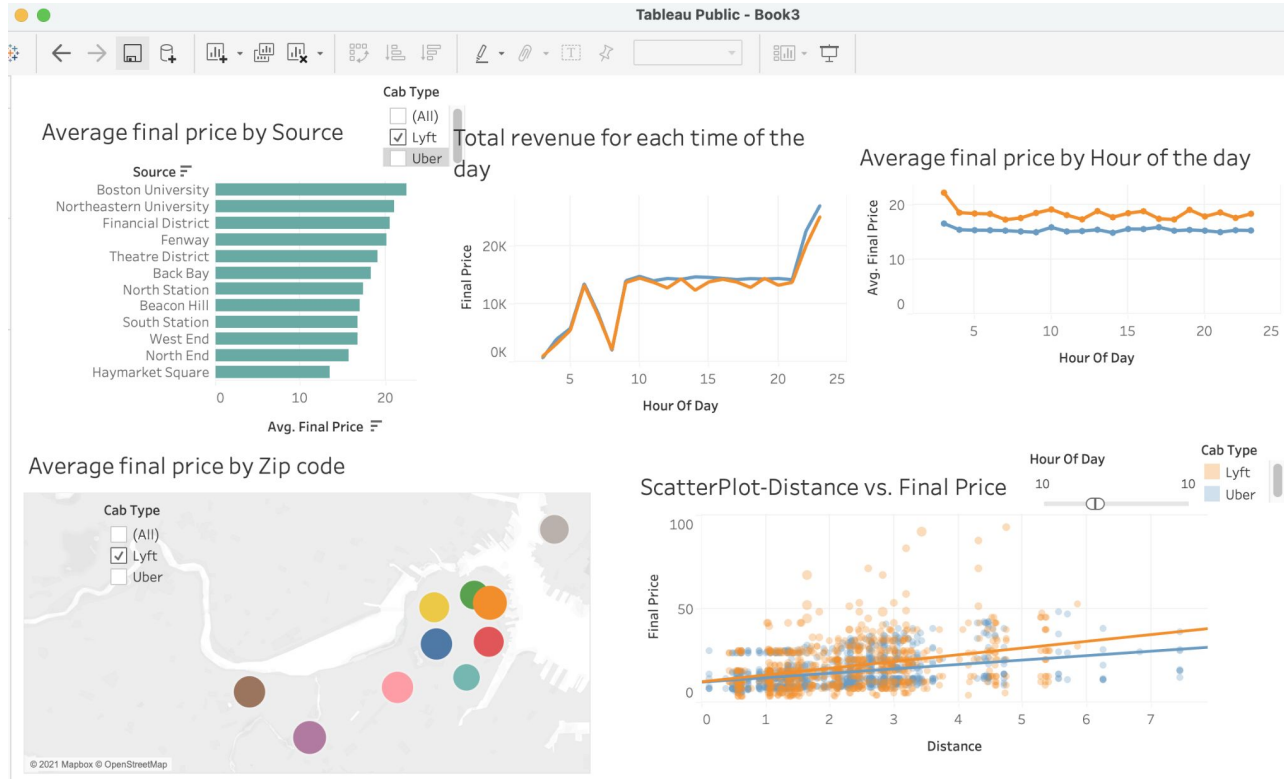 Tableau Public - Book3
Cab Type
(All)
Lyft
Uber
Average final price by Source
Source
Boston University
Northeastern University
Financial District
Fenway
Theatre District
Back Bay
North Station
Beacon Hill
South Station
West End
North End
Haymarket Square
0 10 20
Avg. Final Price
Total revenue for each time of the
day
Final Price
20K
10K
0K
5 10 15 20 25
Hour Of Day
Average final price by Hour of the day
Avg. Final Price
20
10
0
5 10 15 20 25
Hour Of Day
Average final price by Zip code
Cab Type
(All)
Lyft
Uber
© 2021 Mapbox © OpenStreetMap
ScatterPlot-Distance vs. Final Price
Hour Of Day
10 10
Cab Type
Lyft
Uber
Final Price
100
50
0
0 1 2 3 4 5 6 7
Distance